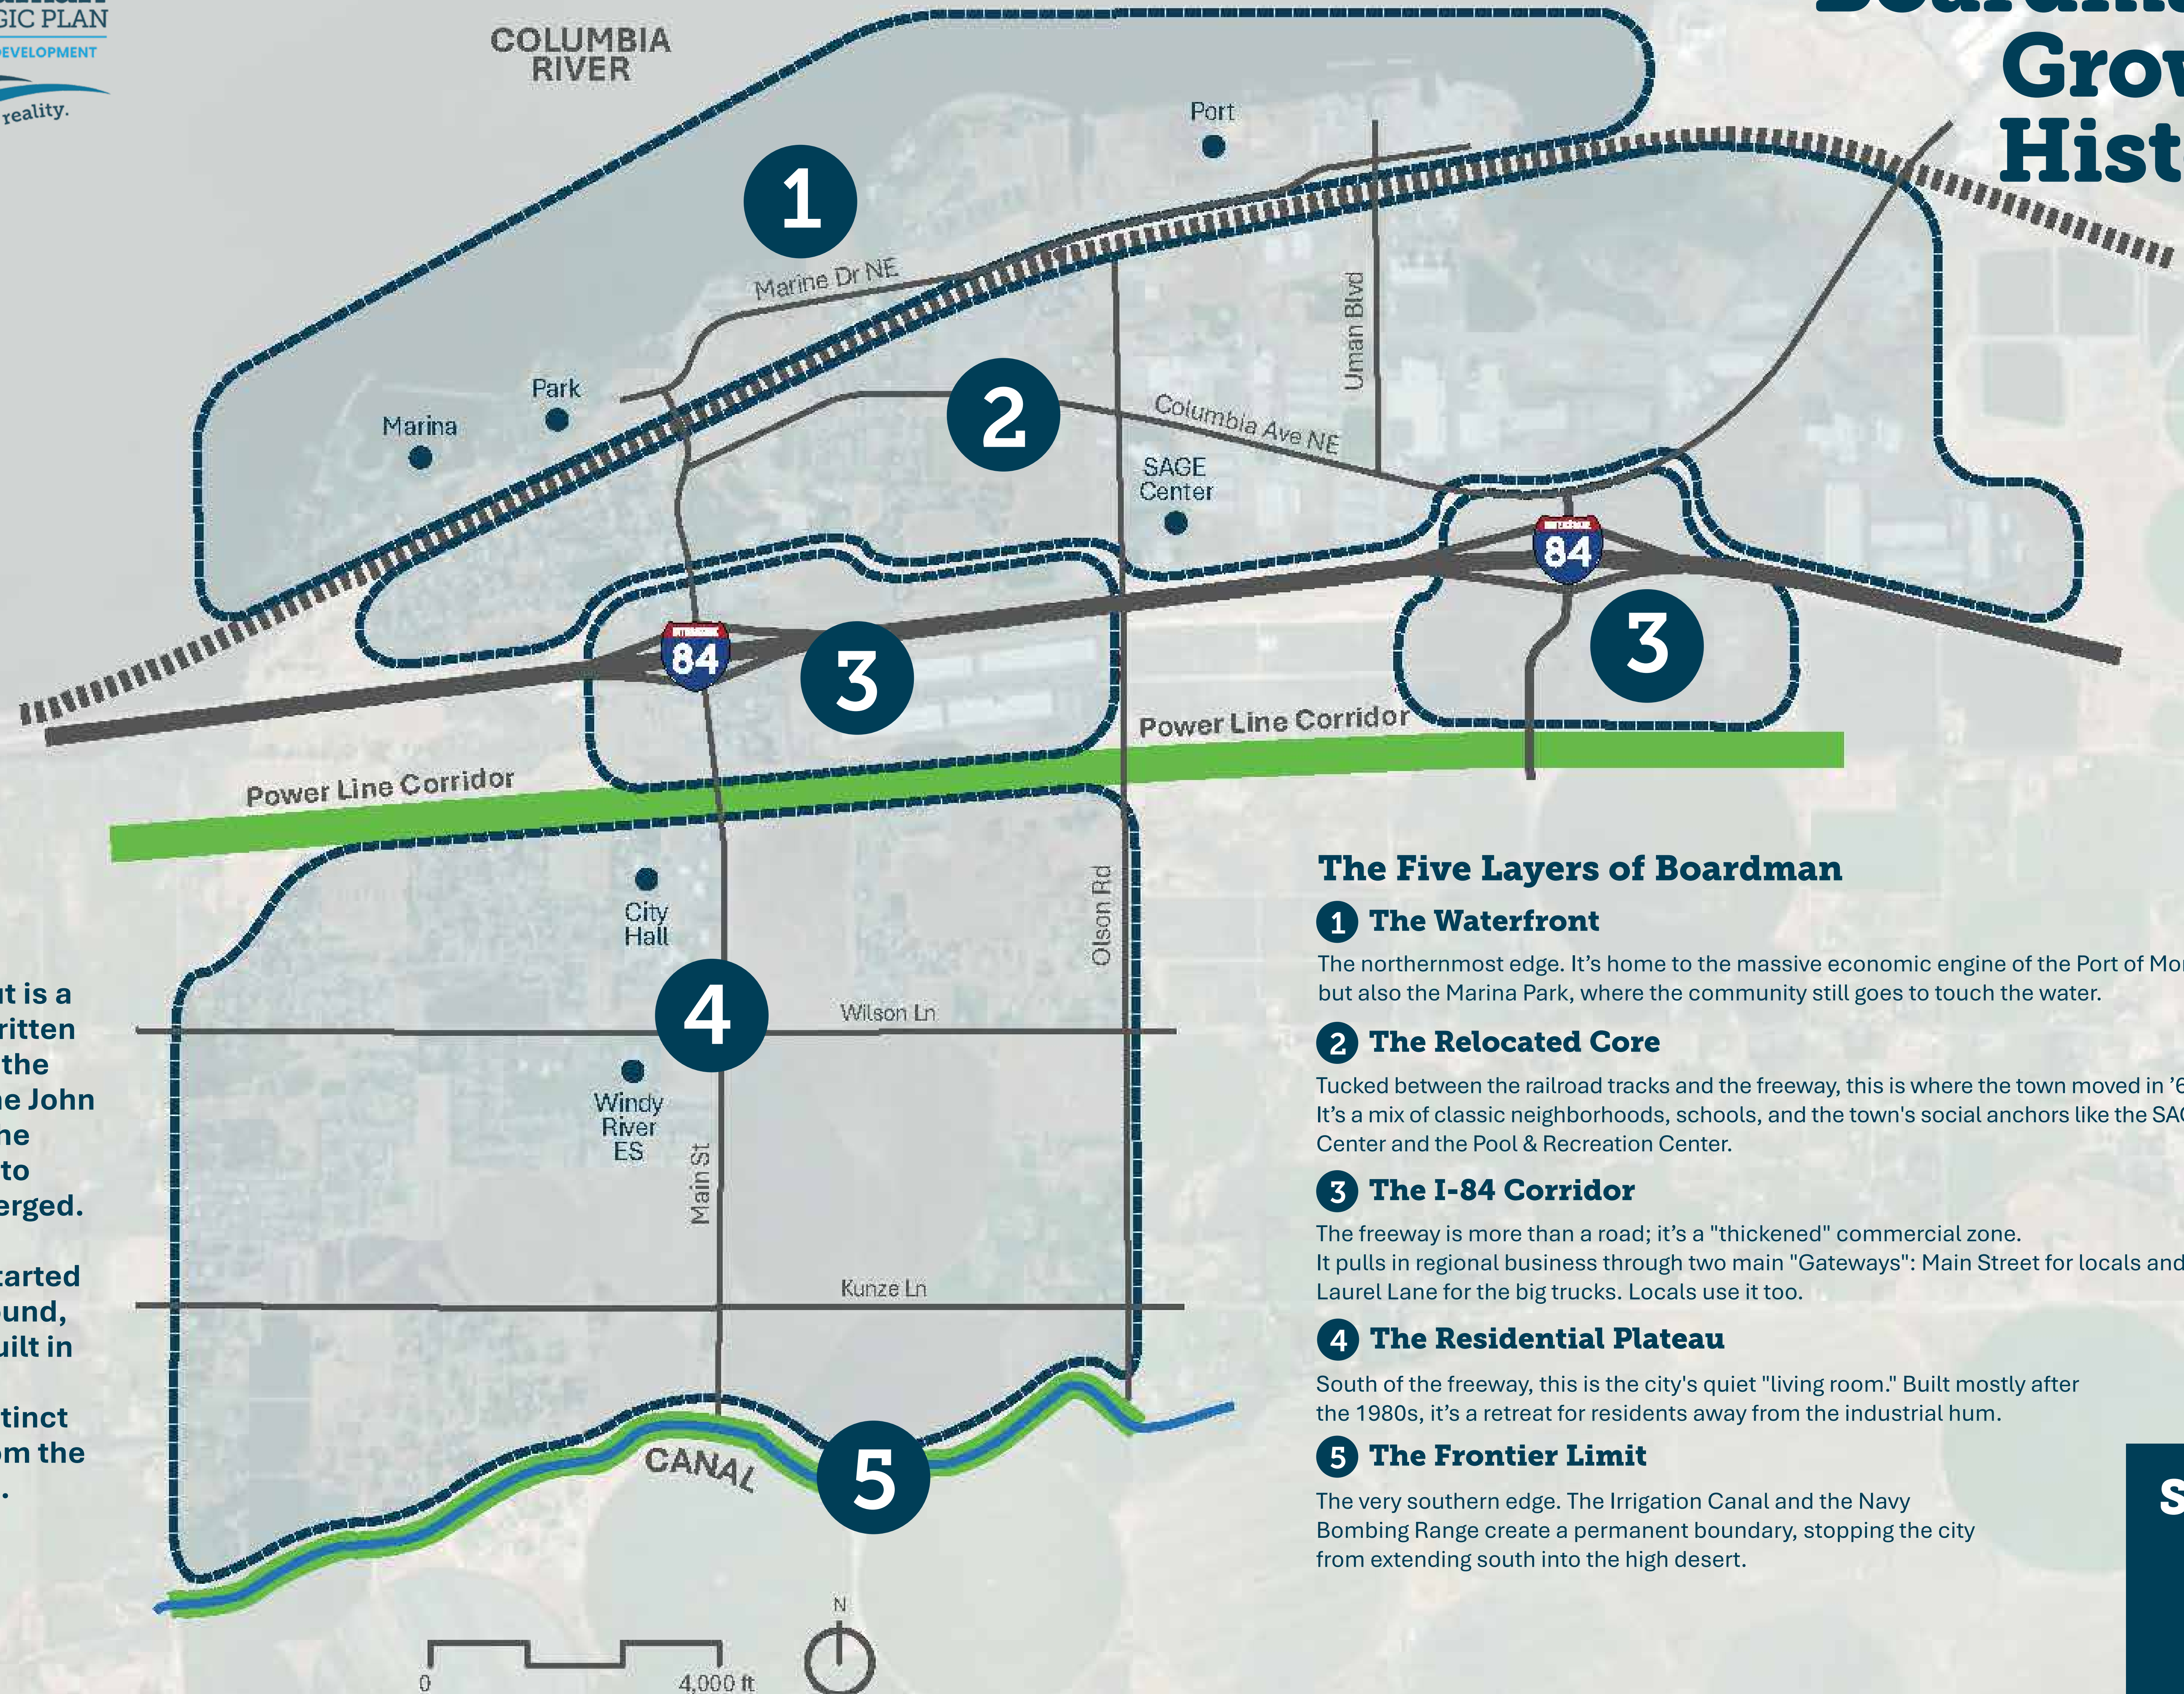 GIC PLAN
DEVELOPMENT
reality.
Grow
Hist
COLUMBIA
RIVER
Port
1
Marine Dr NE
Park
Marina
2
Uman Blvd
Columbia Ave NE
SAGE
Center
84
84
3
3
Power Line Corridor
Power Line Corridor
City
Hall
Olson Rd
4
Wilson Ln
Windy
River
ES
Main St
Kunze Ln
CANAL
5
N
0
4,000 ft
ut is a
ritten
the
ne John
he
to
erged.
tarted
ound,
uilt in
tinct
om the
.
The Five Layers of Boardman
1 The Waterfront
The northernmost edge. It’s home to the massive economic engine of the Port of Mor
but also the Marina Park, where the community still goes to touch the water.
2 The Relocated Core
Tucked between the railroad tracks and the freeway, this is where the town moved in ’6
It’s a mix of classic neighborhoods, schools, and the town's social anchors like the SAG
Center and the Pool & Recreation Center.
3 The I-84 Corridor
The freeway is more than a road; it’s a "thickened" commercial zone.
It pulls in regional business through two main "Gateways": Main Street for locals and
Laurel Lane for the big trucks. Locals use it too.
4 The Residential Plateau
South of the freeway, this is the city's quiet "living room." Built mostly after
the 1980s, it’s a retreat for residents away from the industrial hum.
5 The Frontier Limit
The very southern edge. The Irrigation Canal and the Navy
Bombing Range create a permanent boundary, stopping the city
from extending south into the high desert.
S